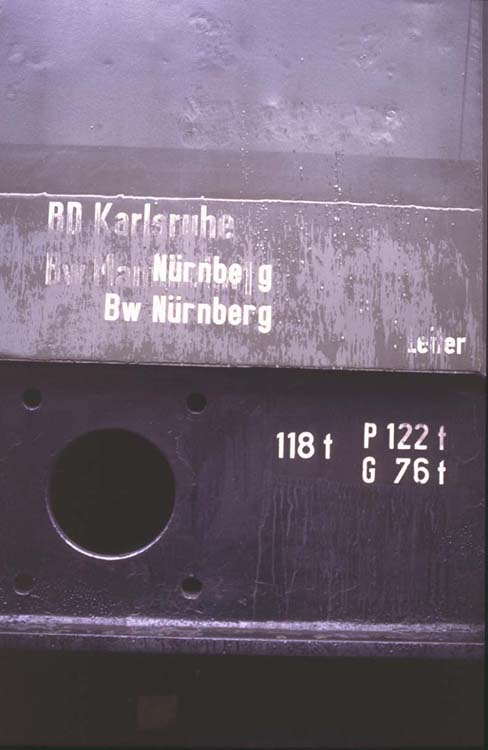 BD Karlsruhe
Nürnberg
Bw Nürnberg
Leiter
118 t
P 122 t
G 76 t